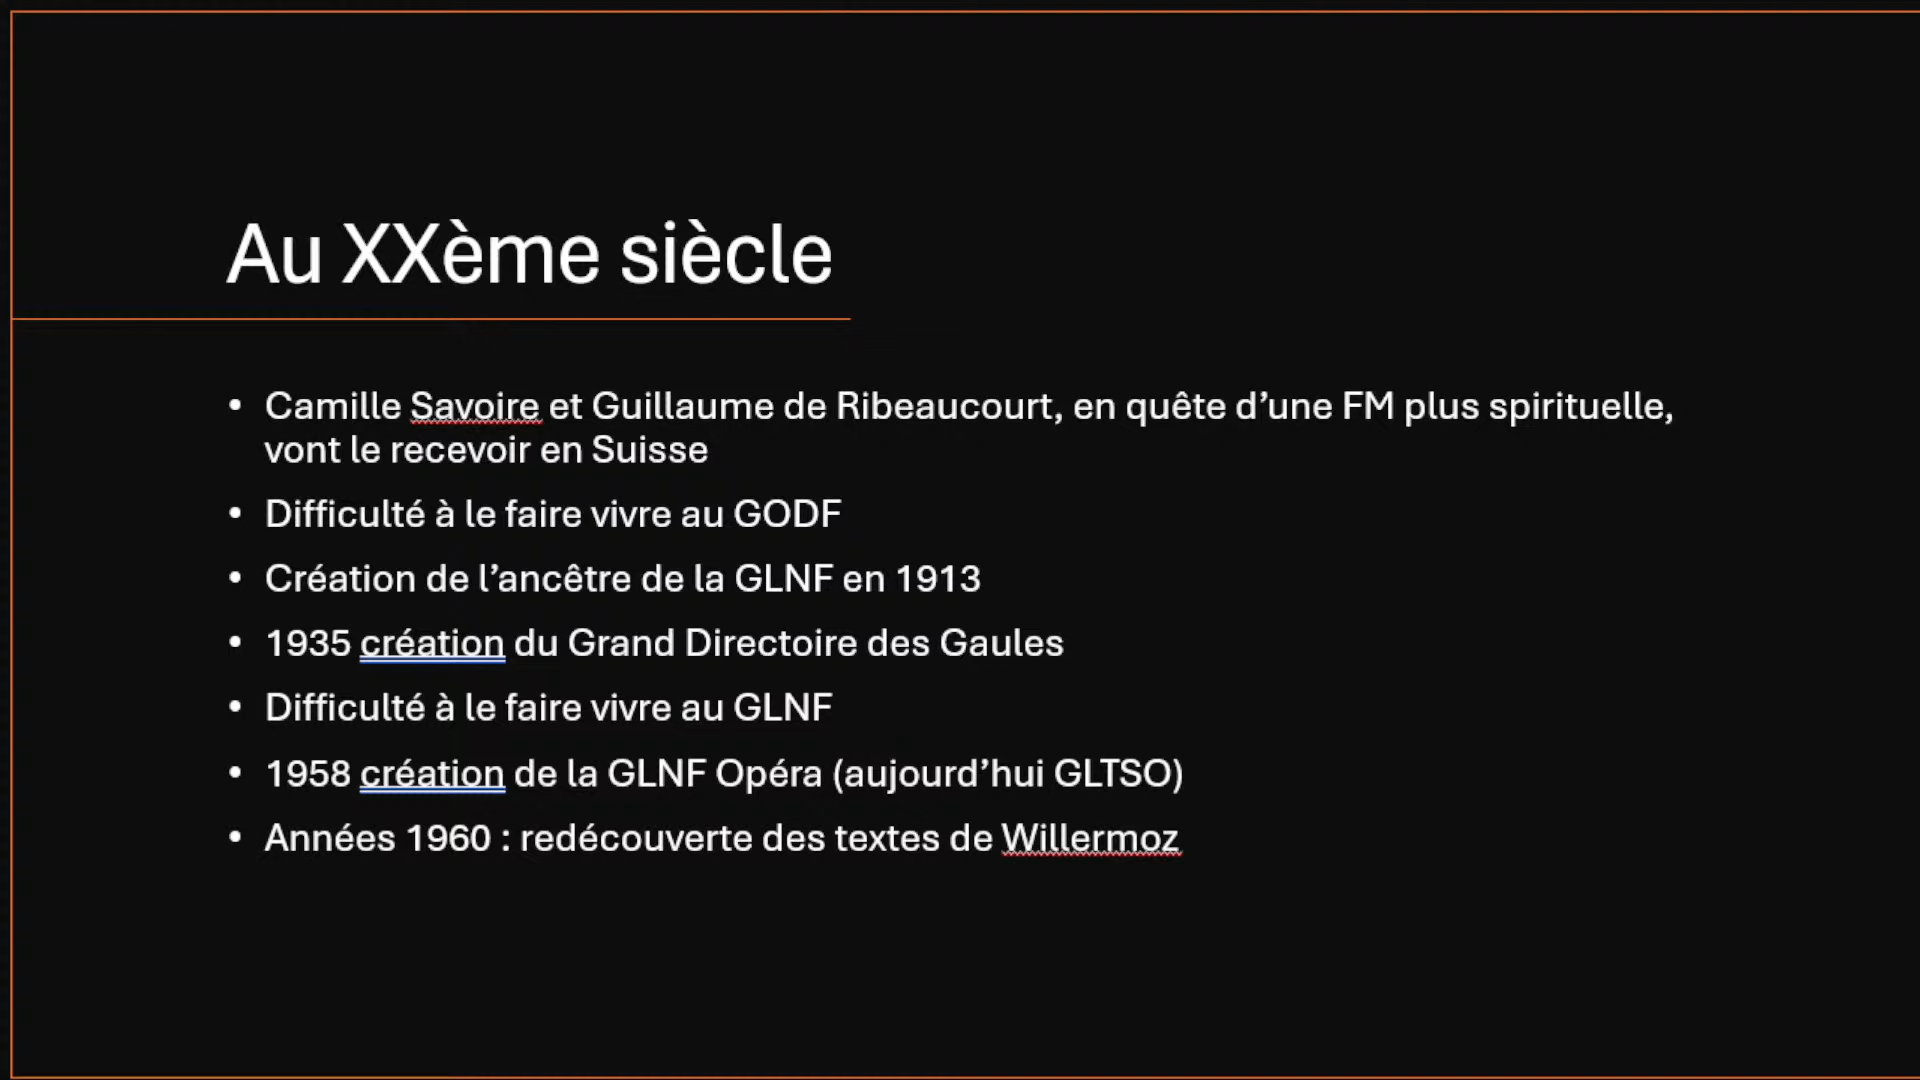 Au XXème siècle
• Camille Savoire et Guillaume de Ribeaucourt, en quête d’une FM plus spirituelle,
vont le recevoir en Suisse
• Difficulté à le faire vivre au GODF
• Création de l’ancêtre de la GLNF en 1913
• 1935 création du Grand Directoire des Gaules
• Difficulté à le faire vivre au GLNF
• 1958 création de la GLNF Opéra (aujourd’hui GLTSO)
• Années 1960 : redécouverte des textes de Willermoz